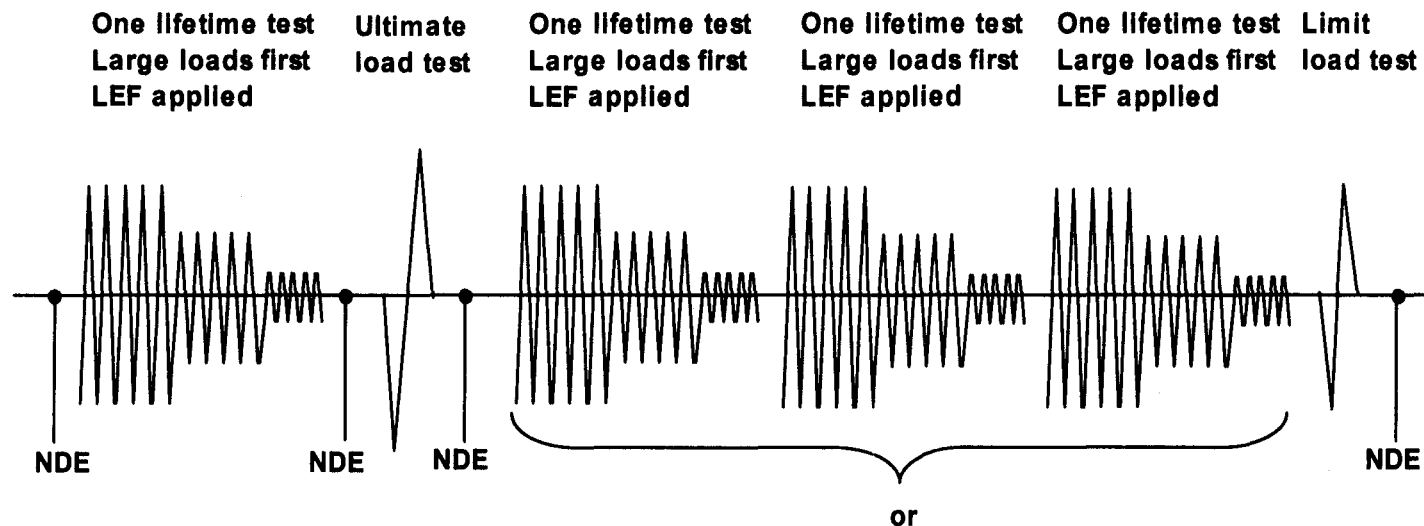 One lifetime test
Large loads first
LEF applied
Ultimate
load test
One lifetime test
Large loads first
LEF applied
One lifetime test
Large loads first
LEF applied
One lifetime test
Large loads first
LEF applied
Limit
load test
NDE
NDE
NDE
NDE
or